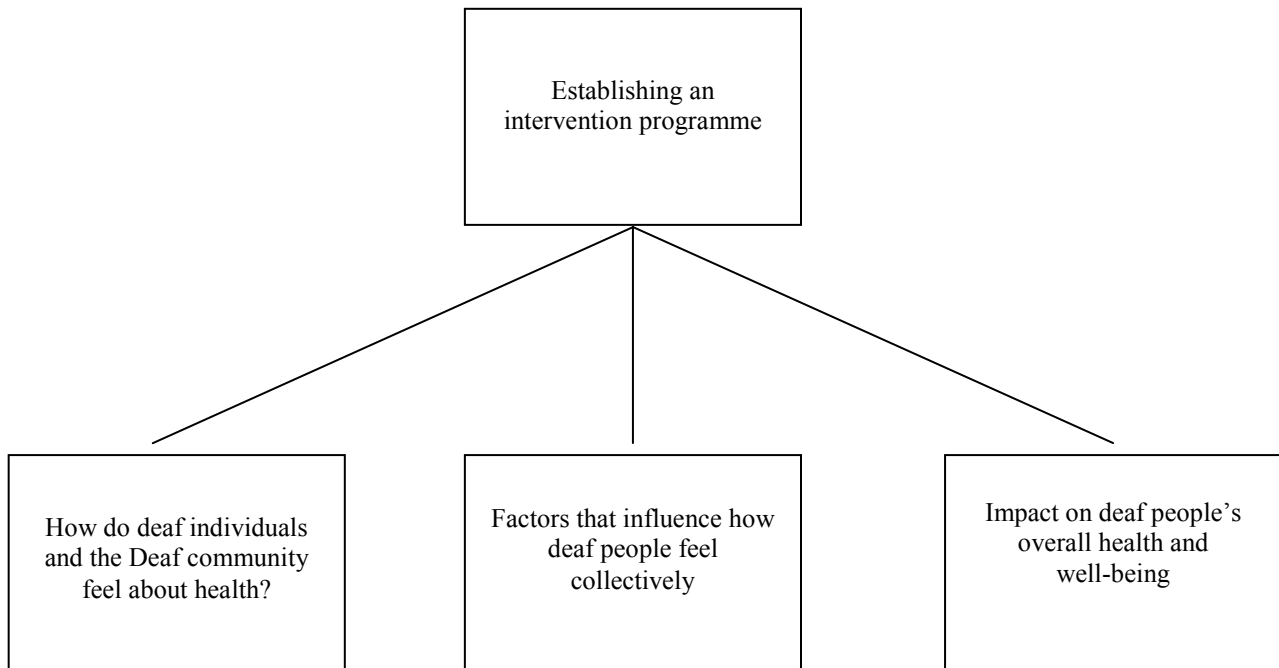 Establishing an
intervention programme
How do deaf individuals
and the Deaf community
feel about health?
Factors that influence how
deaf people feel
collectively
Impact on deaf people’s
overall health and
well-being